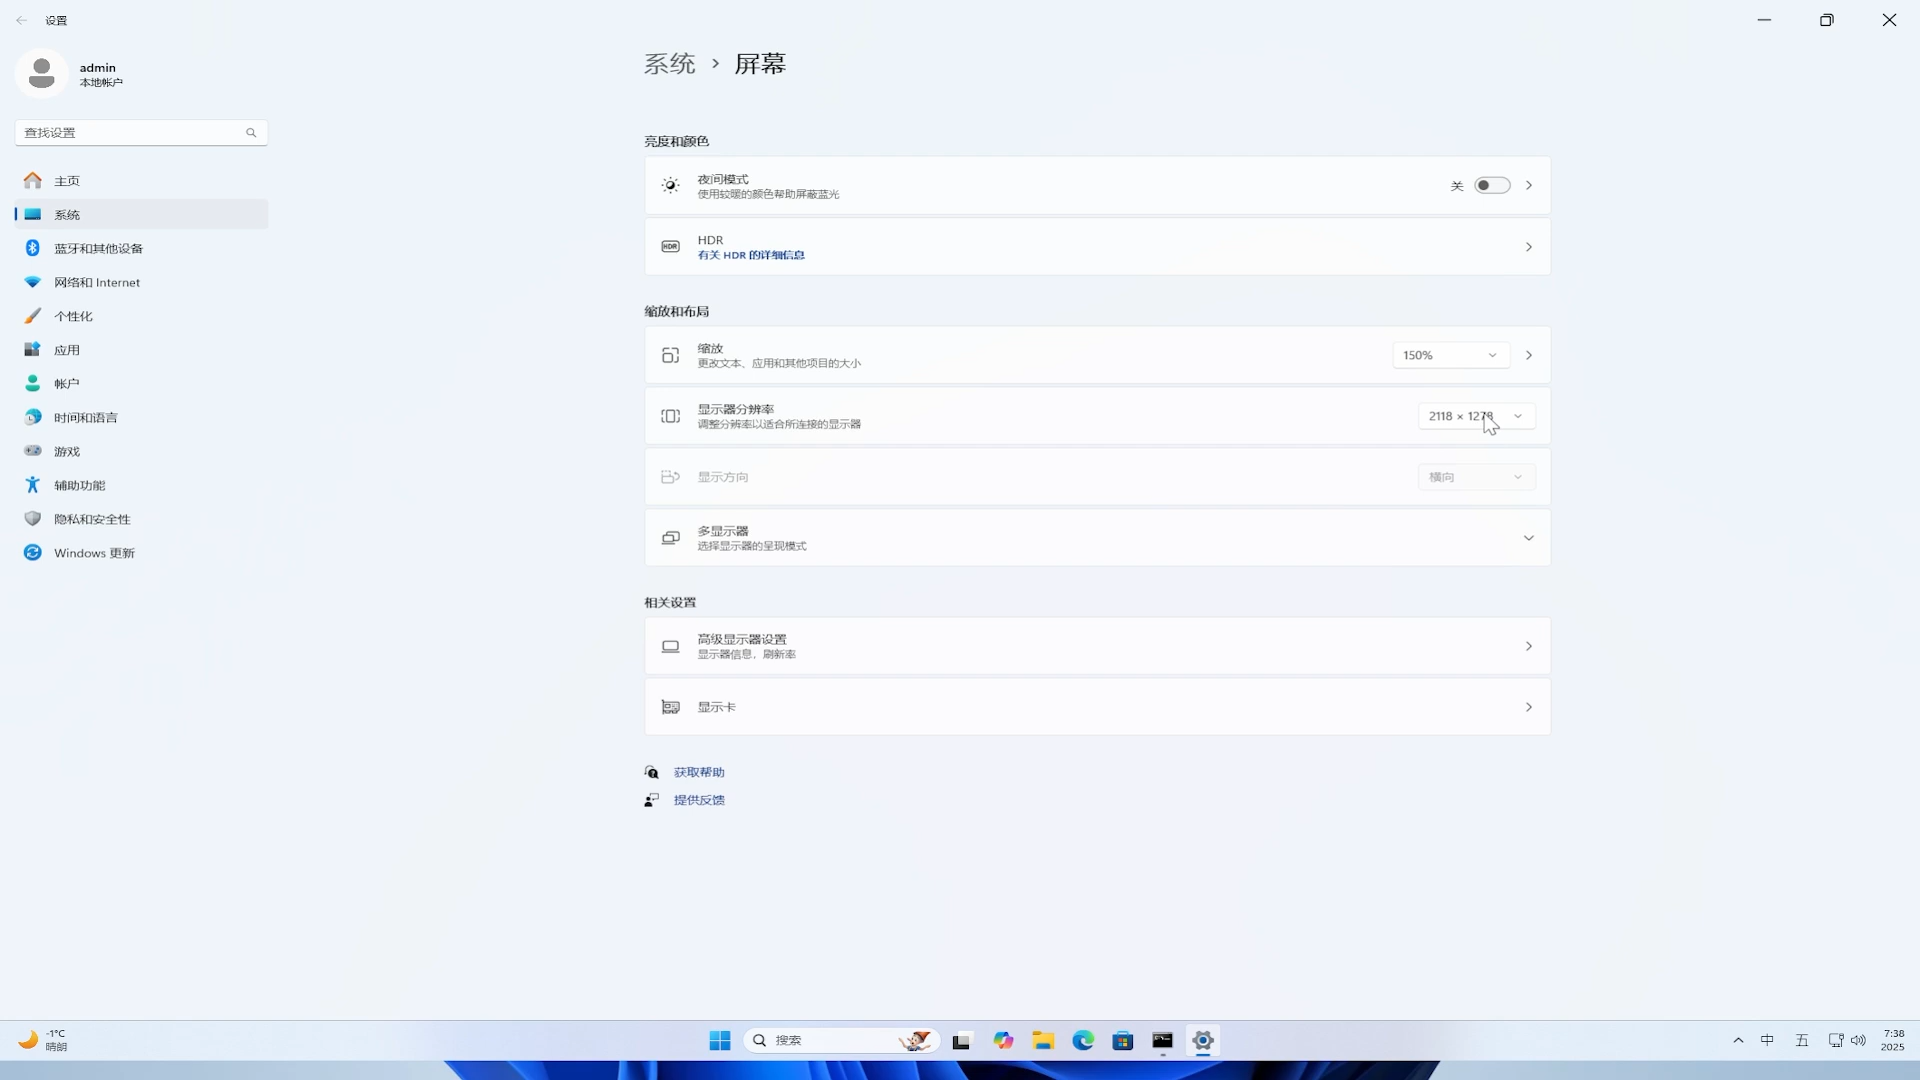 设置
admin
本地帐户
查找设置
主页
系统
蓝牙和其他设备
网络和 Internet
个性化
应用
帐户
时间和语言
游戏
辅助功能
隐私和安全性
Windows 更新
系统 › 屏幕
亮度和颜色
夜间模式
使用较暖的颜色帮助屏蔽蓝光
关
HDR
有关 HDR 的详细信息
缩放和布局
缩放
更改文本、应用和其他项目的大小
150%
显示器分辨率
调整分辨率以适合所连接的显示器
2118 × 1278
显示方向
横向
多显示器
选择显示器的呈现模式
相关设置
高级显示器设置
显示器信息，刷新率
显示卡
获取帮助
提供反馈
-1°C
晴朗
搜索
中
五
7:38
2025